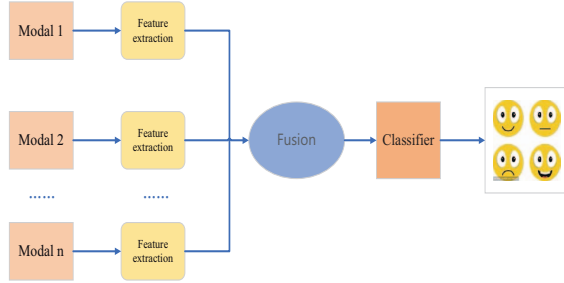 Modal 1
Feature
extraction
Modal 2
Feature
extraction
Fusion
Classifier
......
......
Modal n
Feature
extraction